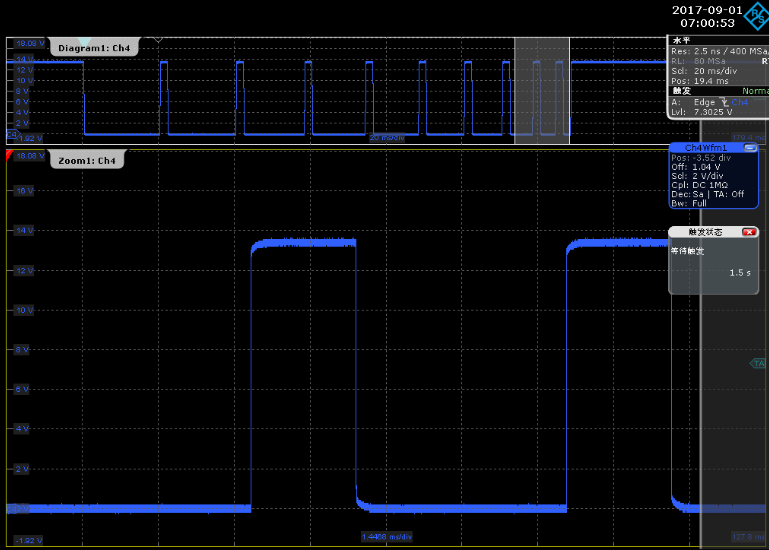 2017-09-01
07:00:53
Diagram1: Ch4
18.08 V
14 V
12 V
10 V
8 V
6 V
4 V
2 V
-1.92 V
20 ms/div
水平
Res: 2.5 ns / 400 MSa
RL: 80 MSa
Scl: 20 ms/div
Pos: 19.4 ms
触发 Norma
A: Edge Ch4
Lvl: 7.3025 V
Zoom1: Ch4
18.08 V
16 V
14 V
12 V
10 V
8 V
6 V
4 V
2 V
-1.92 V
1.4468 ms/div
Ch4Wfm1
Pos: -3.52 div
Off: 1.04 V
Scl: 2 V/div
Cpl: DC 1MΩ
Dec: Sa | TA: Off
Bw: Full
触发状态
等待触发
1.5 s
TA